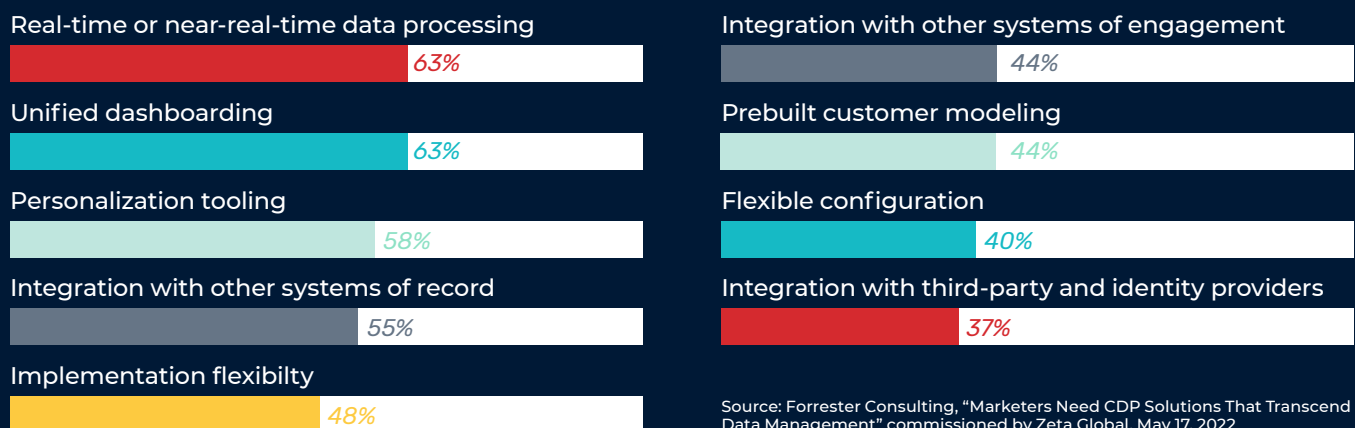 Real-time or near-real-time data processing
63%
Unified dashboarding
63%
Personalization tooling
58%
Integration with other systems of record
55%
Implementation flexibilty
48%
Integration with other systems of engagement
44%
Prebuilt customer modeling
44%
Flexible configuration
40%
Integration with third-party and identity providers
37%
Source: Forrester Consulting, “Marketers Need CDP Solutions That Transcend
Data Management” commissioned by Zeta Global, May 17, 2022